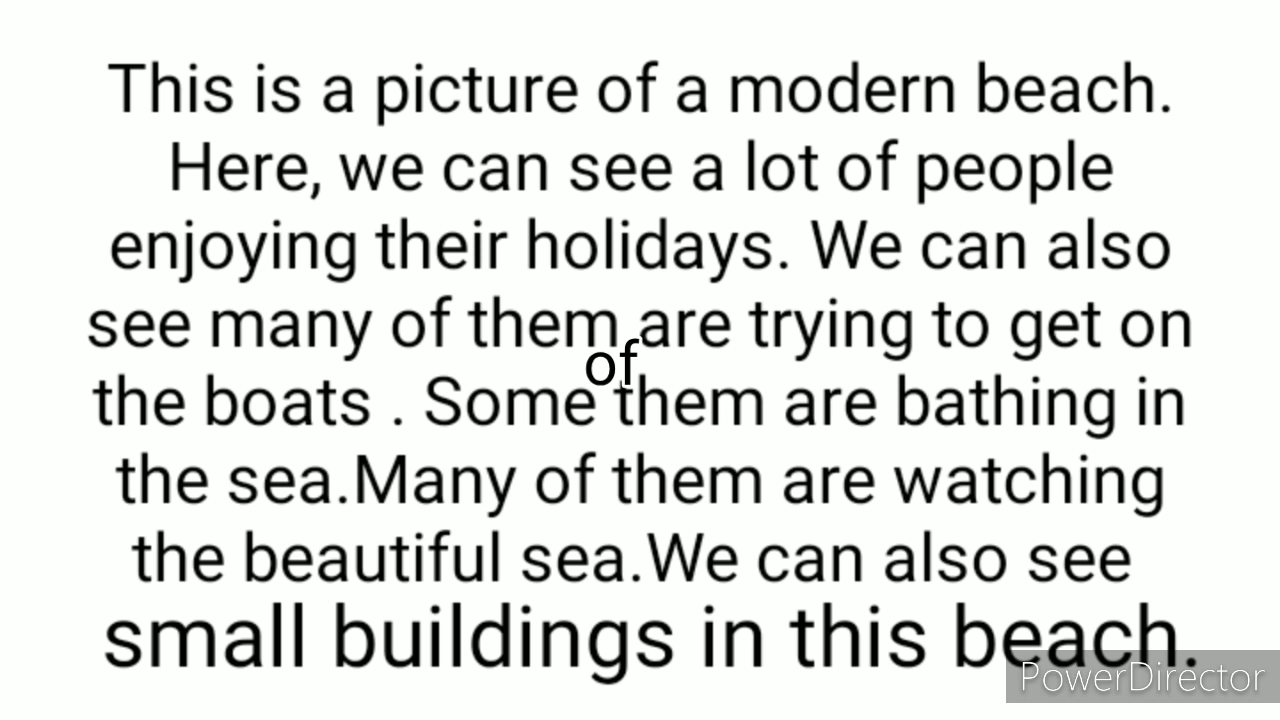 This is a picture of a modern beach.
Here, we can see a lot of people
enjoying their holidays. We can also
see many of them are trying to get on
of
the boats . Some them are bathing in
the sea.Many of them are watching
the beautiful sea.We can also see
small buildings in this beach.
PowerDirector